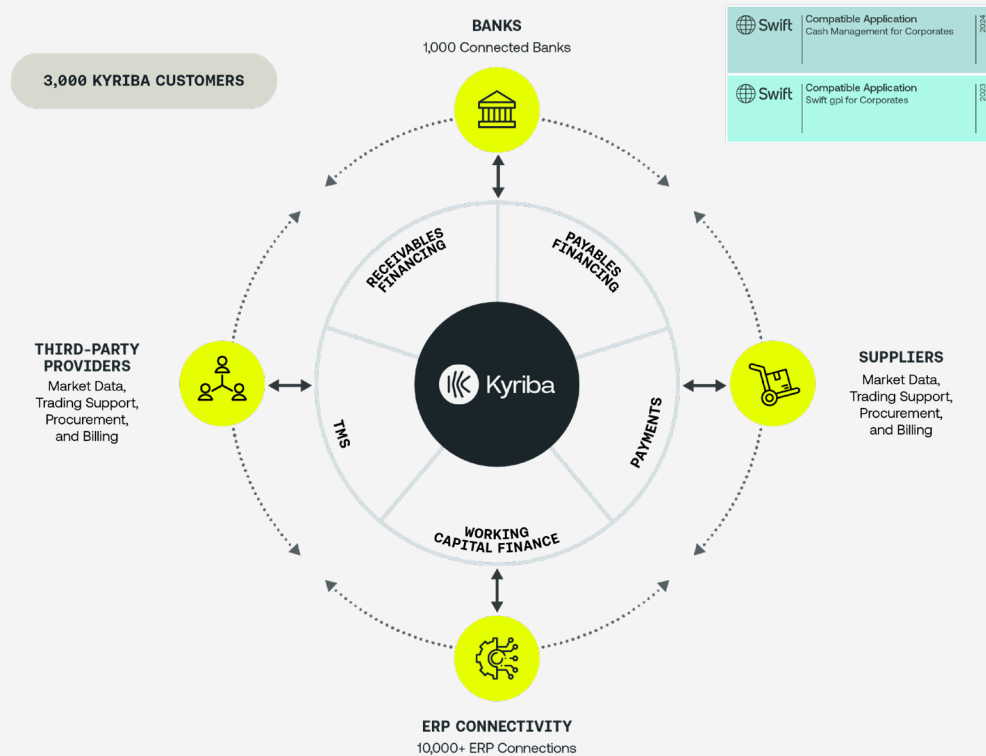 BANKS
1,000 Connected Banks
3,000 KYRIBA CUSTOMERS
Swift
Compatible Application
Cash Management for Corporates
2024
Swift
Compatible Application
Swift gpi for Corporates
2023
RECEIVABLES
FINANCING
PAYABLES
FINANCING
THIRD-PARTY
PROVIDERS
Market Data,
Trading Support,
Procurement,
and Billing
Kyriba
SUPPLIERS
Market Data,
Trading Support,
Procurement,
and Billing
TMS
PAYMENTS
WORKING
CAPITAL FINANCE
ERP CONNECTIVITY
10,000+ ERP Connections